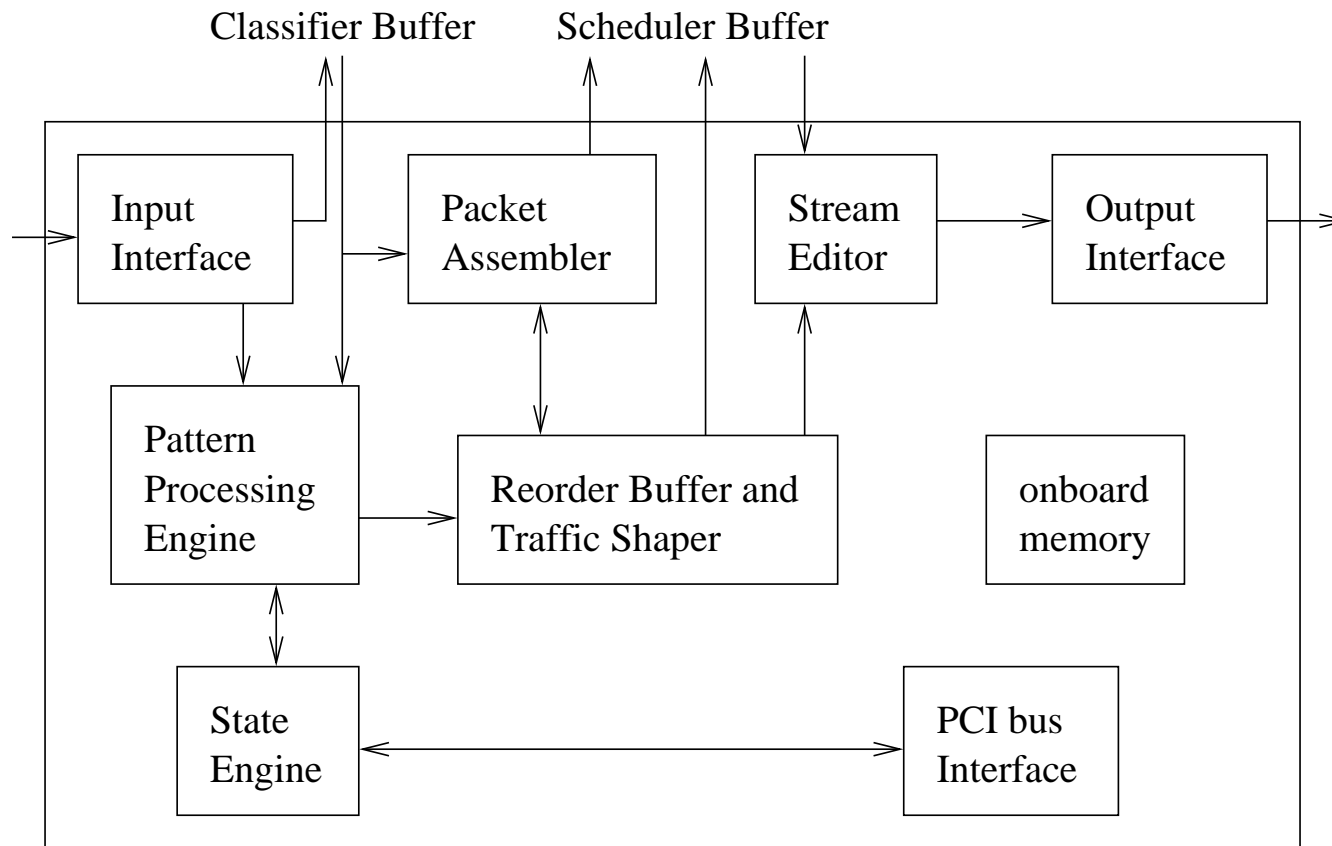 Classifier Buffer
Scheduler Buffer
Input
Interface
Packet
Assembler
Stream
Editor
Output
Interface
Pattern
Processing
Engine
Reorder Buffer and
Traffic Shaper
onboard
memory
State
Engine
PCI bus
Interface